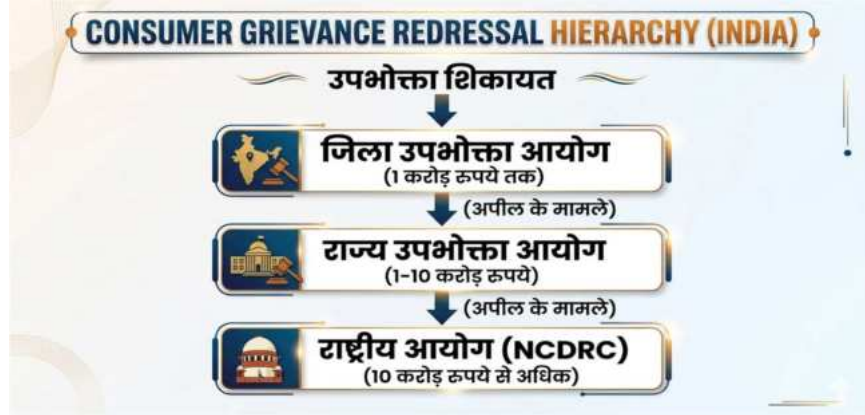 CONSUMER GRIEVANCE REDRESSAL HIERARCHY (INDIA)
उपभोक्ता शिकायत
जिला उपभोक्ता आयोग
(1 करोड़ रुपये तक)
(अपील के मामले)
राज्य उपभोक्ता आयोग
(1-10 करोड़ रुपये)
(अपील के मामले)
राष्ट्रीय आयोग (NCDRC)
(10 करोड़ रुपये से अधिक)